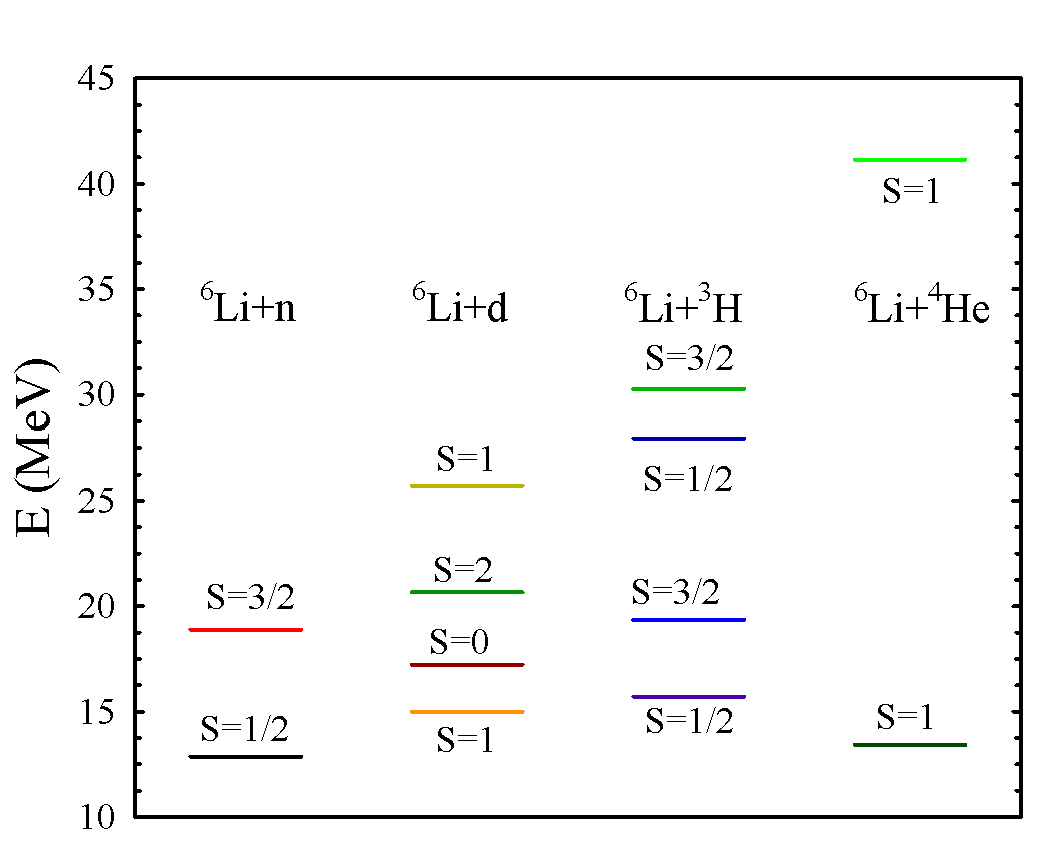 45
40
35
30
25
20
15
10
E (MeV)
⁶Li+n
S=3/2
S=1/2
⁶Li+d
S=1
S=2
S=0
S=1
⁶Li+³H
S=3/2
S=1/2
S=3/2
S=1/2
S=1
⁶Li+⁴He
S=1